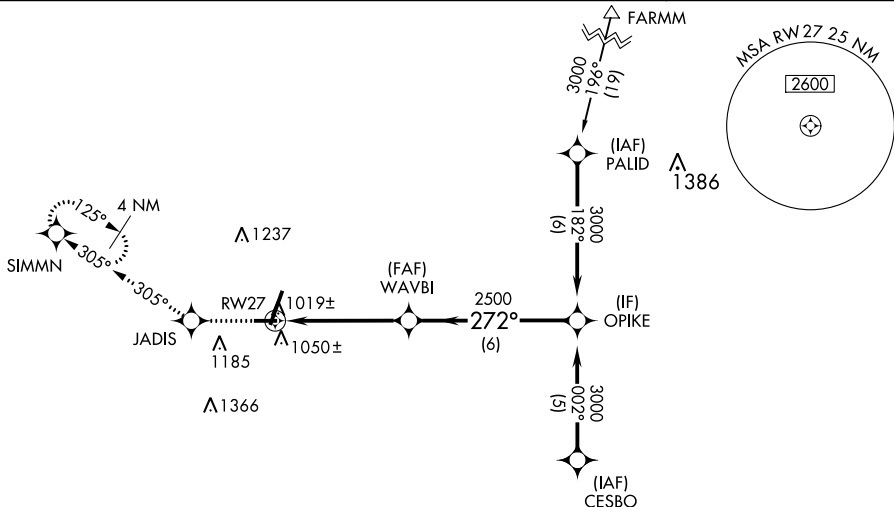 FARMM
MSA RW27 25 NM
2600
3000
196°
(19)
(IAF)
PALID
1386
3000
182°
(6)
125°
4 NM
305°
SIMMN
305°
1237
(FAF)
WAVBI
RW27
1019±
2500
272°
(6)
(IF)
OPIKE
JADIS
1185
1050±
1366
3000
002°
(5)
(IAF)
CESBO